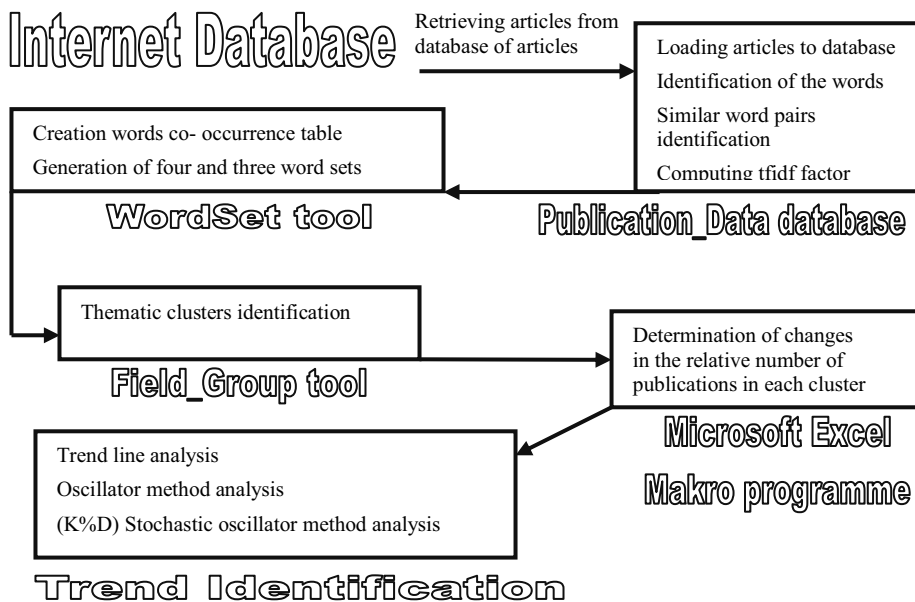 Internet Database
Retrieving articles from
database of articles
Loading articles to database
Identification of the words
Similar word pairs
identification
Computing tfidf factor
Publication_Data database
Creation words co- occurrence table
Generation of four and three word sets
WordSet tool
Thematic clusters identification
Field_Group tool
Determination of changes
in the relative number of
publications in each cluster
Microsoft Excel
Makro programme
Trend line analysis
Oscillator method analysis
(K%D) Stochastic oscillator method analysis
Trend Identification